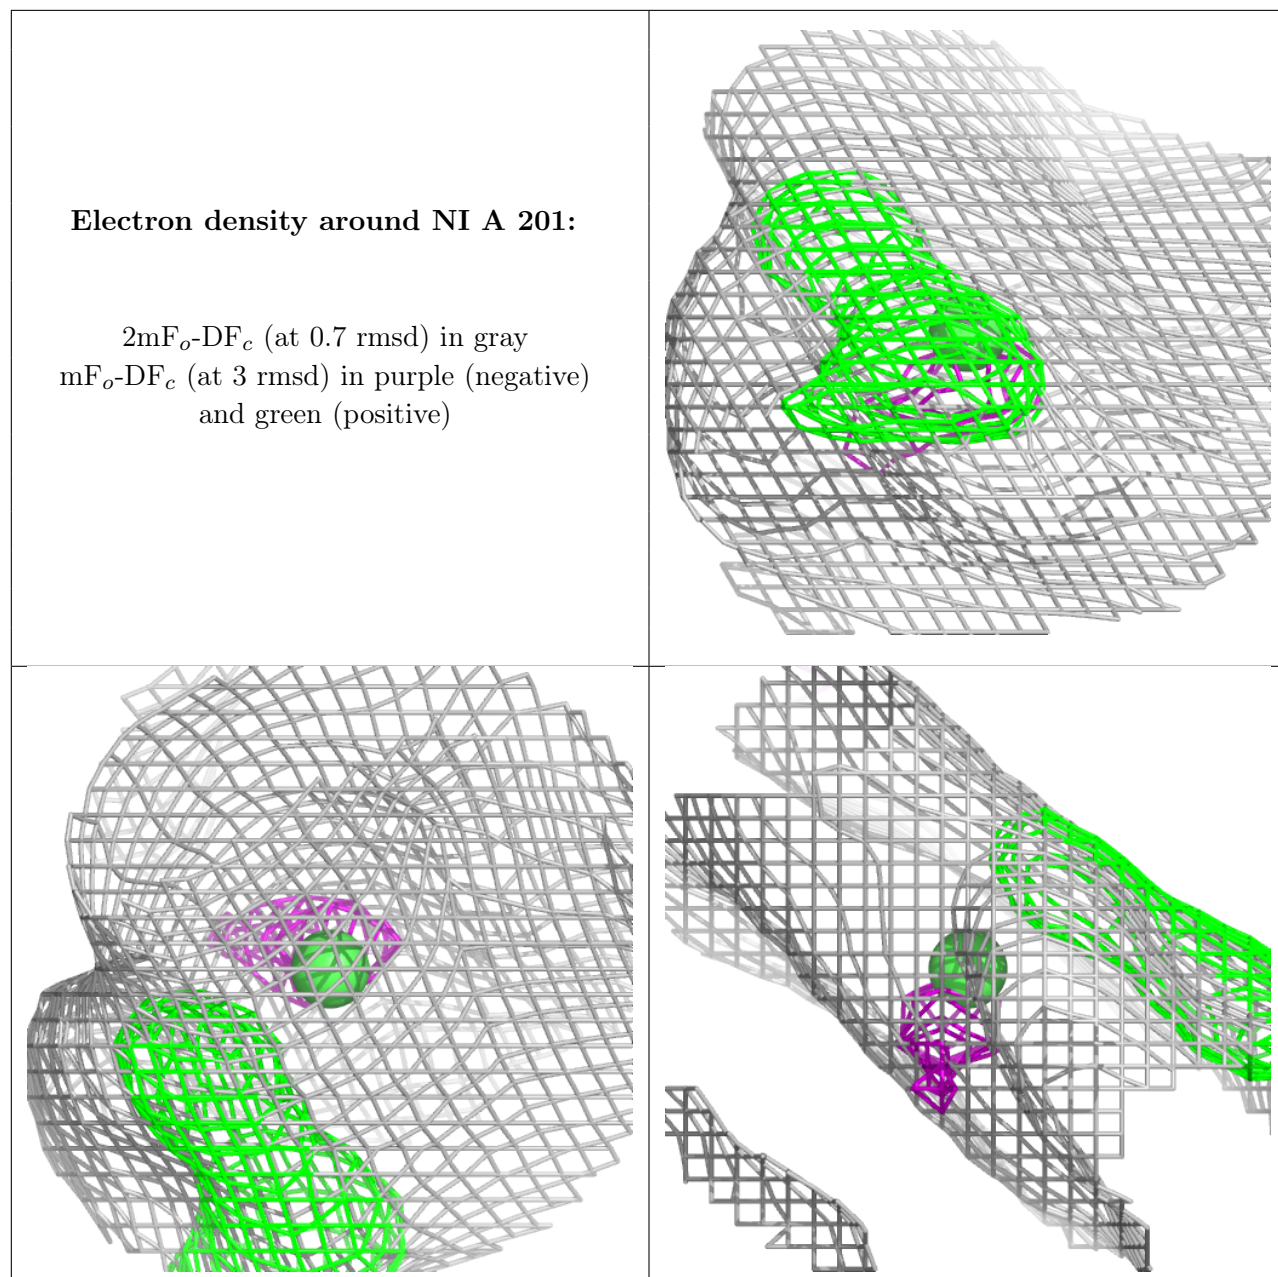 Electron density around NI A 201:
2mFo-DFc (at 0.7 rmsd) in gray
mFo-DFc (at 3 rmsd) in purple (negative)
and green (positive)